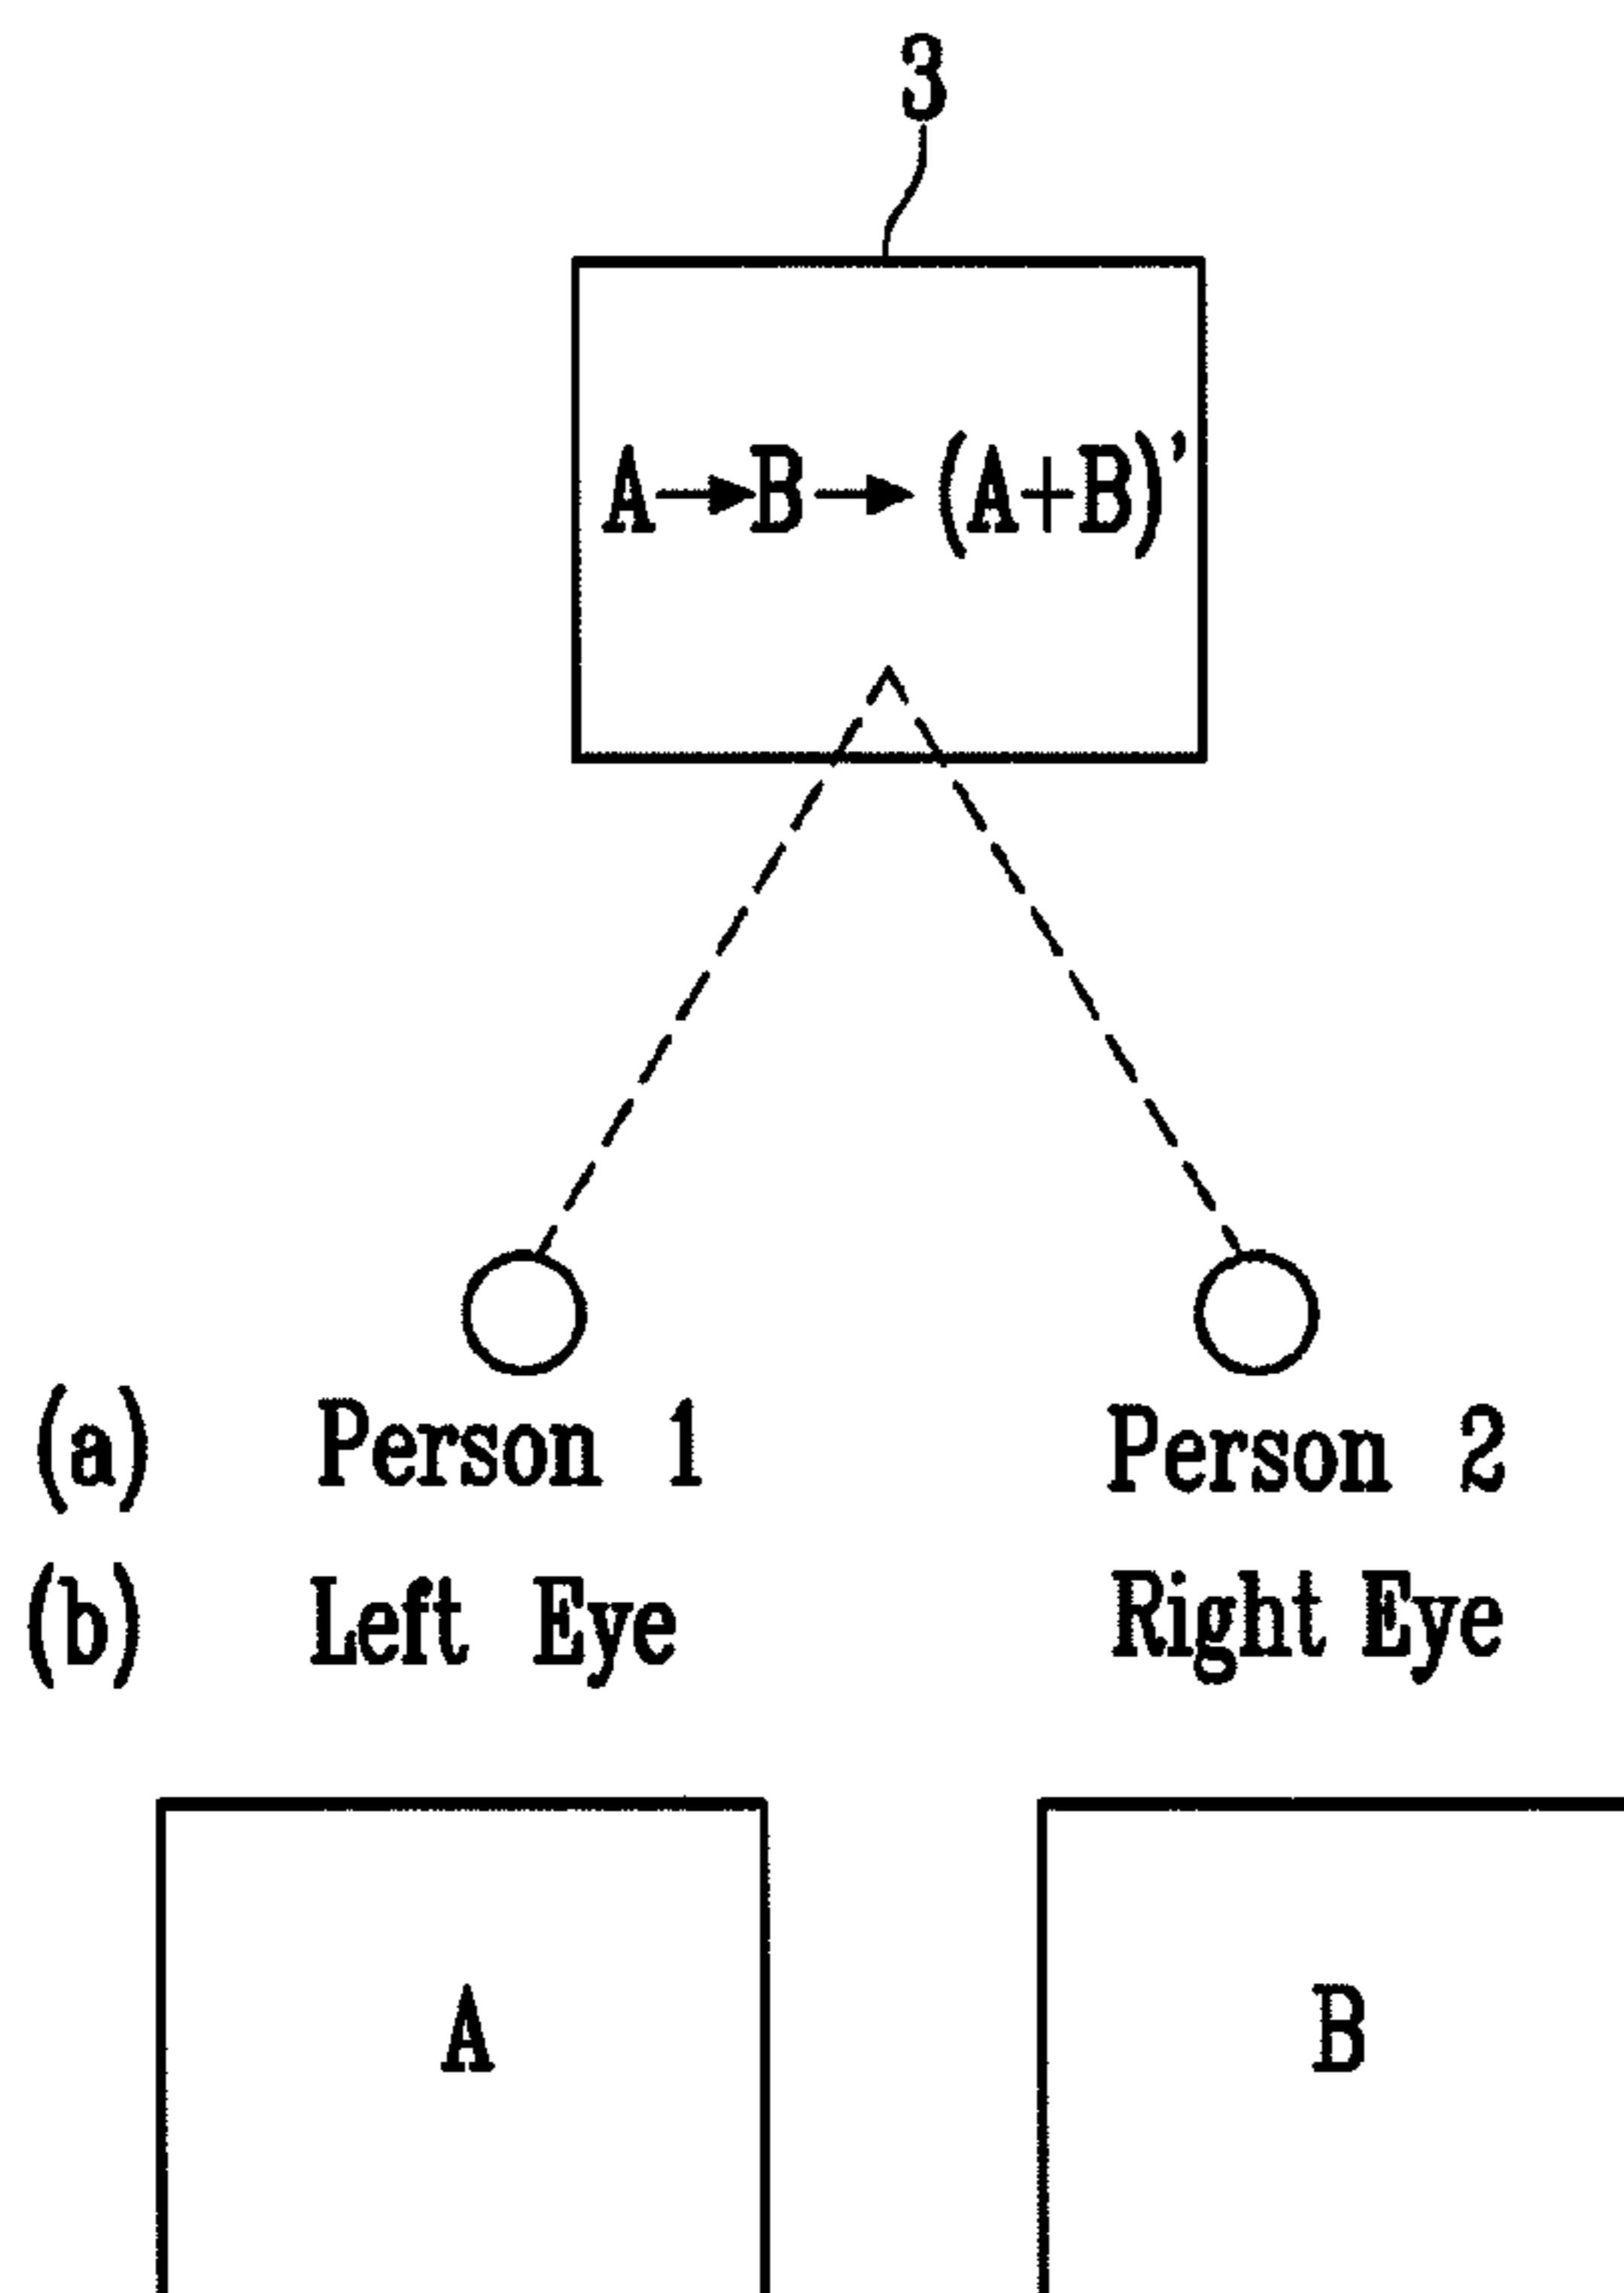 3
A→B→(A+B)'
(a) Person 1 Person 2
(b) Left Eye Right Eye
A B